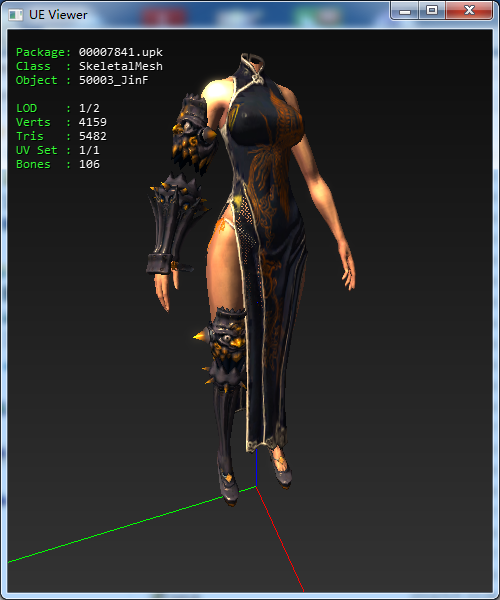 UE Viewer
Package: 00007841.upk
Class  : SkeletalMesh
Object : 50003_JinF
LOD    : 1/2
Verts  : 4159
Tris   : 5482
UV Set : 1/1
Bones  : 106